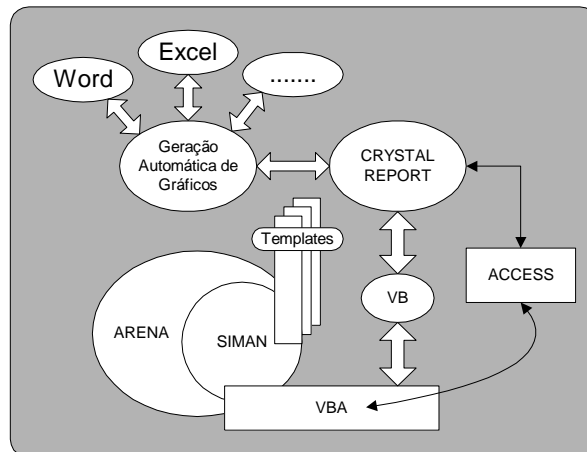 Excel
Word
.......
Geração
Automática de
Gráficos
CRYSTAL
REPORT
Templates
ACCESS
VB
ARENA
SIMAN
VBA